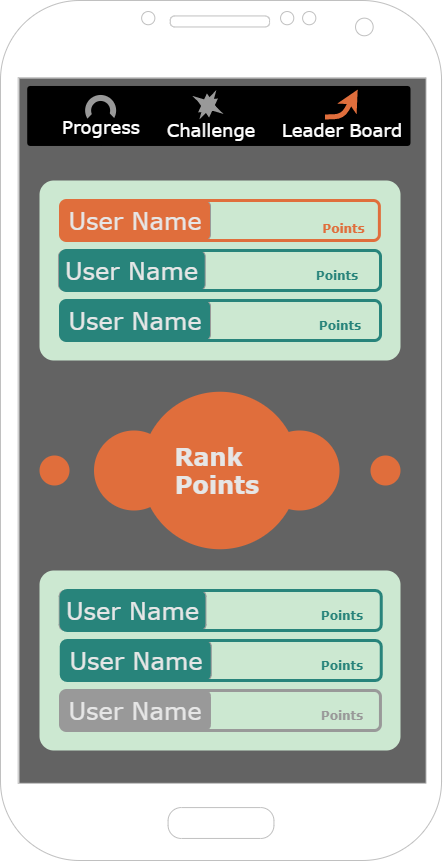 Progress
Challenge
Leader Board
User Name
Points
User Name
Points
User Name
Points
Rank
Points
User Name
Points
User Name
Points
User Name
Points